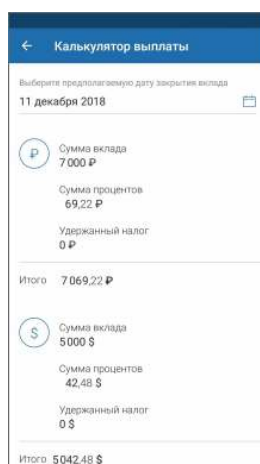 Калькулятор выплаты
Выберите предполагаемую дату закрытия вклада
11 декабря 2018
₽
Сумма вклада
7 000 ₽
Сумма процентов
69,22 ₽
Удержанный налог
0 ₽
Итого 7 069,22 ₽
$
Сумма вклада
5 000 $
Сумма процентов
42,48 $
Удержанный налог
0 $
Итого 5 042,48 $